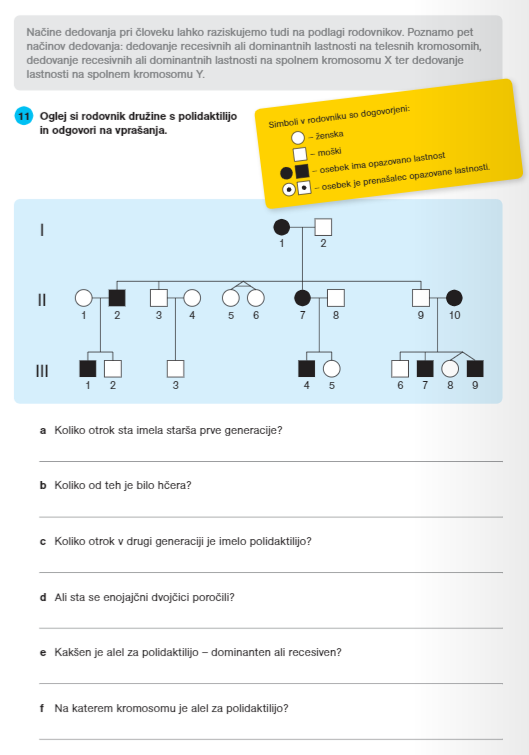 Načine dedovanja pri človeku lahko raziskujemo tudi na podlagi rodovnikov. Poznamo pet
načinov dedovanja: dedovanje recesivnih ali dominantnih lastnosti na telesnih kromosomih,
dedovanje recesivnih ali dominantnih lastnosti na spolnem kromosomu X ter dedovanje
lastnosti na spolnem kromosomu Y.
11 Oglej si rodovnik družine s polidaktilijo
in odgovori na vprašanja.
Simboli v rodovniku so dogovorjeni:
– ženska
– moški
– osebek ima opazovano lastnost
– osebek je prenašalec opazovane lastnosti.
I
1 2
II
1 2 3 4 5 6 7 8 9 10
III
1 2 3 4 5 6 7 8 9
a Koliko otrok sta imela starša prve generacije?
b Koliko od teh je bilo hčera?
c Koliko otrok v drugi generaciji je imelo polidaktilijo?
d Ali sta se enojajčni dvojčici poročili?
e Kakšen je alel za polidaktilijo – dominanten ali recesiven?
f Na katerem kromosomu je alel za polidaktilijo?